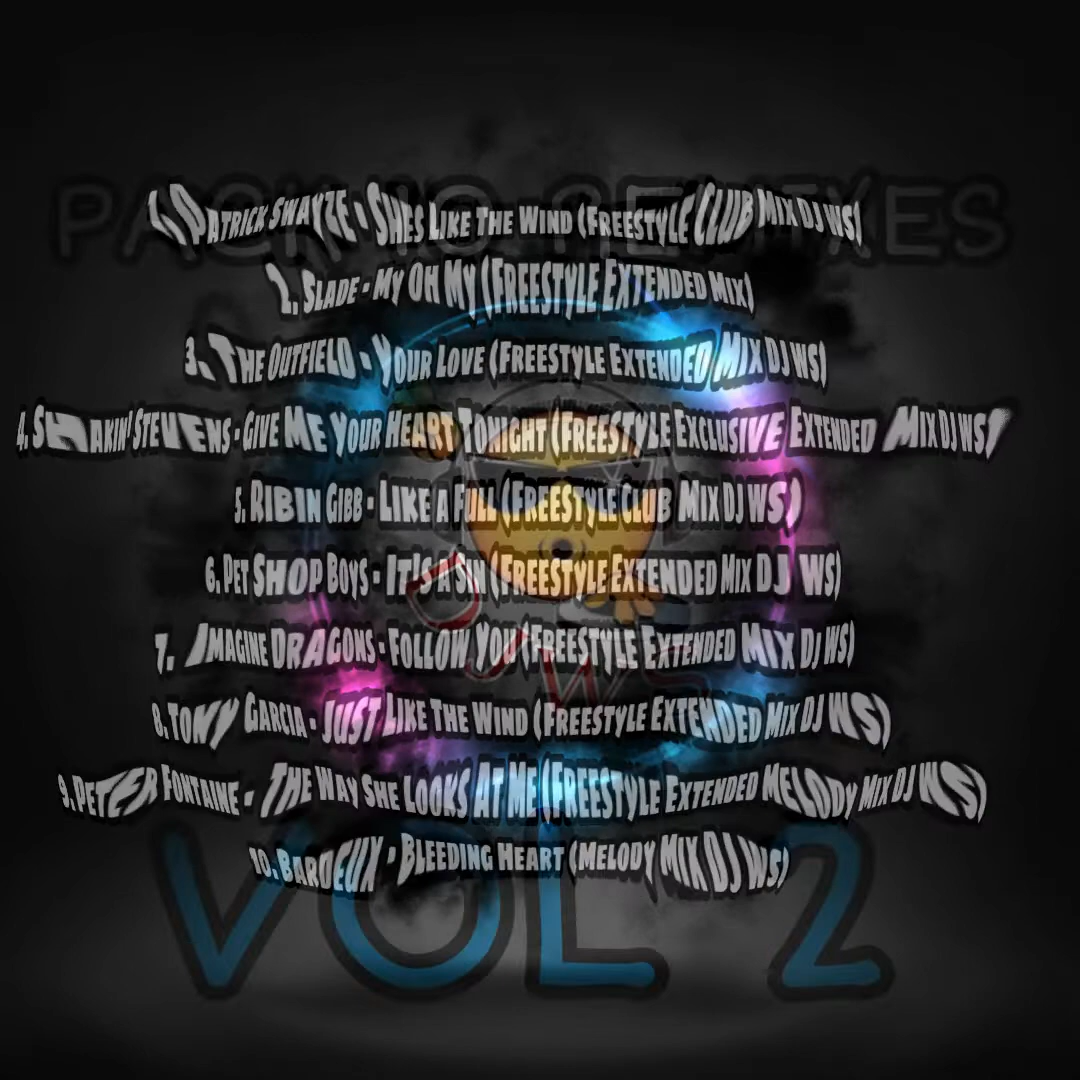 PACK 10 REMIXES
1. Patrick Swayze - Shes Like The Wind (Freestyle Club Mix DJ WS)
2. Slade - My Oh My (Freestyle Extended Mix)
3. The Outfield - Your Love (Freestyle Extended Mix DJ WS)
4. Shakin' Stevens - Give Me Your Heart Tonight (Freestyle Exclusive Extended Mix DJ WS)
5. Ribin Gibb - Like A Full (Freestyle Club Mix DJ WS)
6. Pet Shop Boys - It's A Sin (Freestyle Extended Mix DJ WS)
DJ WS
7. Imagine Dragons - Follow You (Freestyle Extended Mix Dj WS)
8. Tony Garcia - Just Like The Wind (Freestyle Extended Mix DJ WS)
9. Peter Fontaine - The Way She Looks At Me (Freestyle Extended Melody Mix DJ WS)
10. Bardeux - Bleeding Heart (Melody Mix DJ WS)
VOL 2